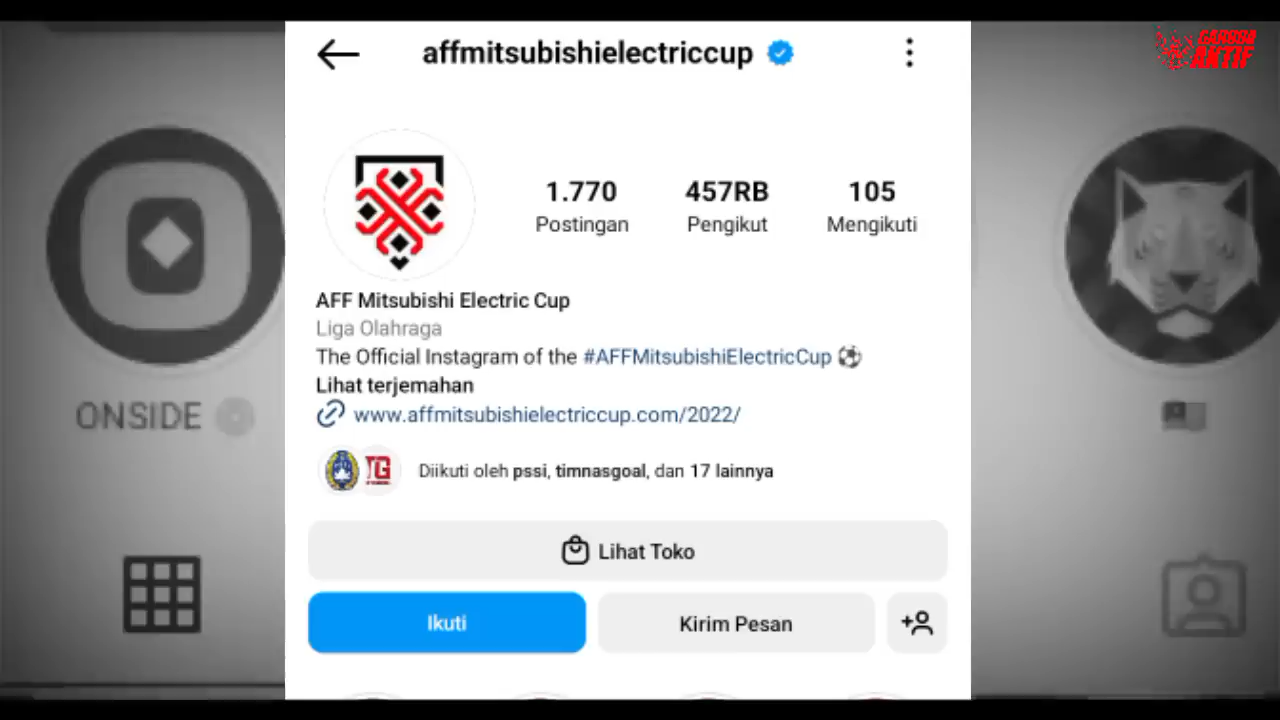 affmitsubishielectriccup
GARUDA
AKTIF
1.770
457RB
105
Postingan
Pengikut
Mengikuti
AFF Mitsubishi Electric Cup
Liga Olahraga
The Official Instagram of the #AFFMitsubishiElectricCup
Lihat terjemahan
www.affmitsubishielectriccup.com/2022/
ONSIDE
Diikuti oleh pssi, timnasgoal, dan 17 lainnya
Lihat Toko
Ikuti
Kirim Pesan